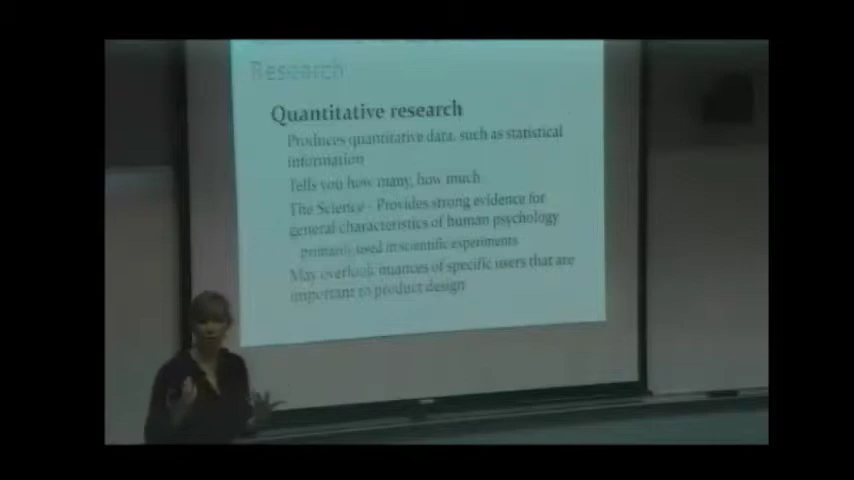 Research
Quantitative research
Produces quantitative data, such as statistical
information
Tells you how many, how much
The Science - Provides strong evidence for
general characteristics of human psychology
primarily used in scientific experiments
May overlook nuances of specific users that are
important to product design